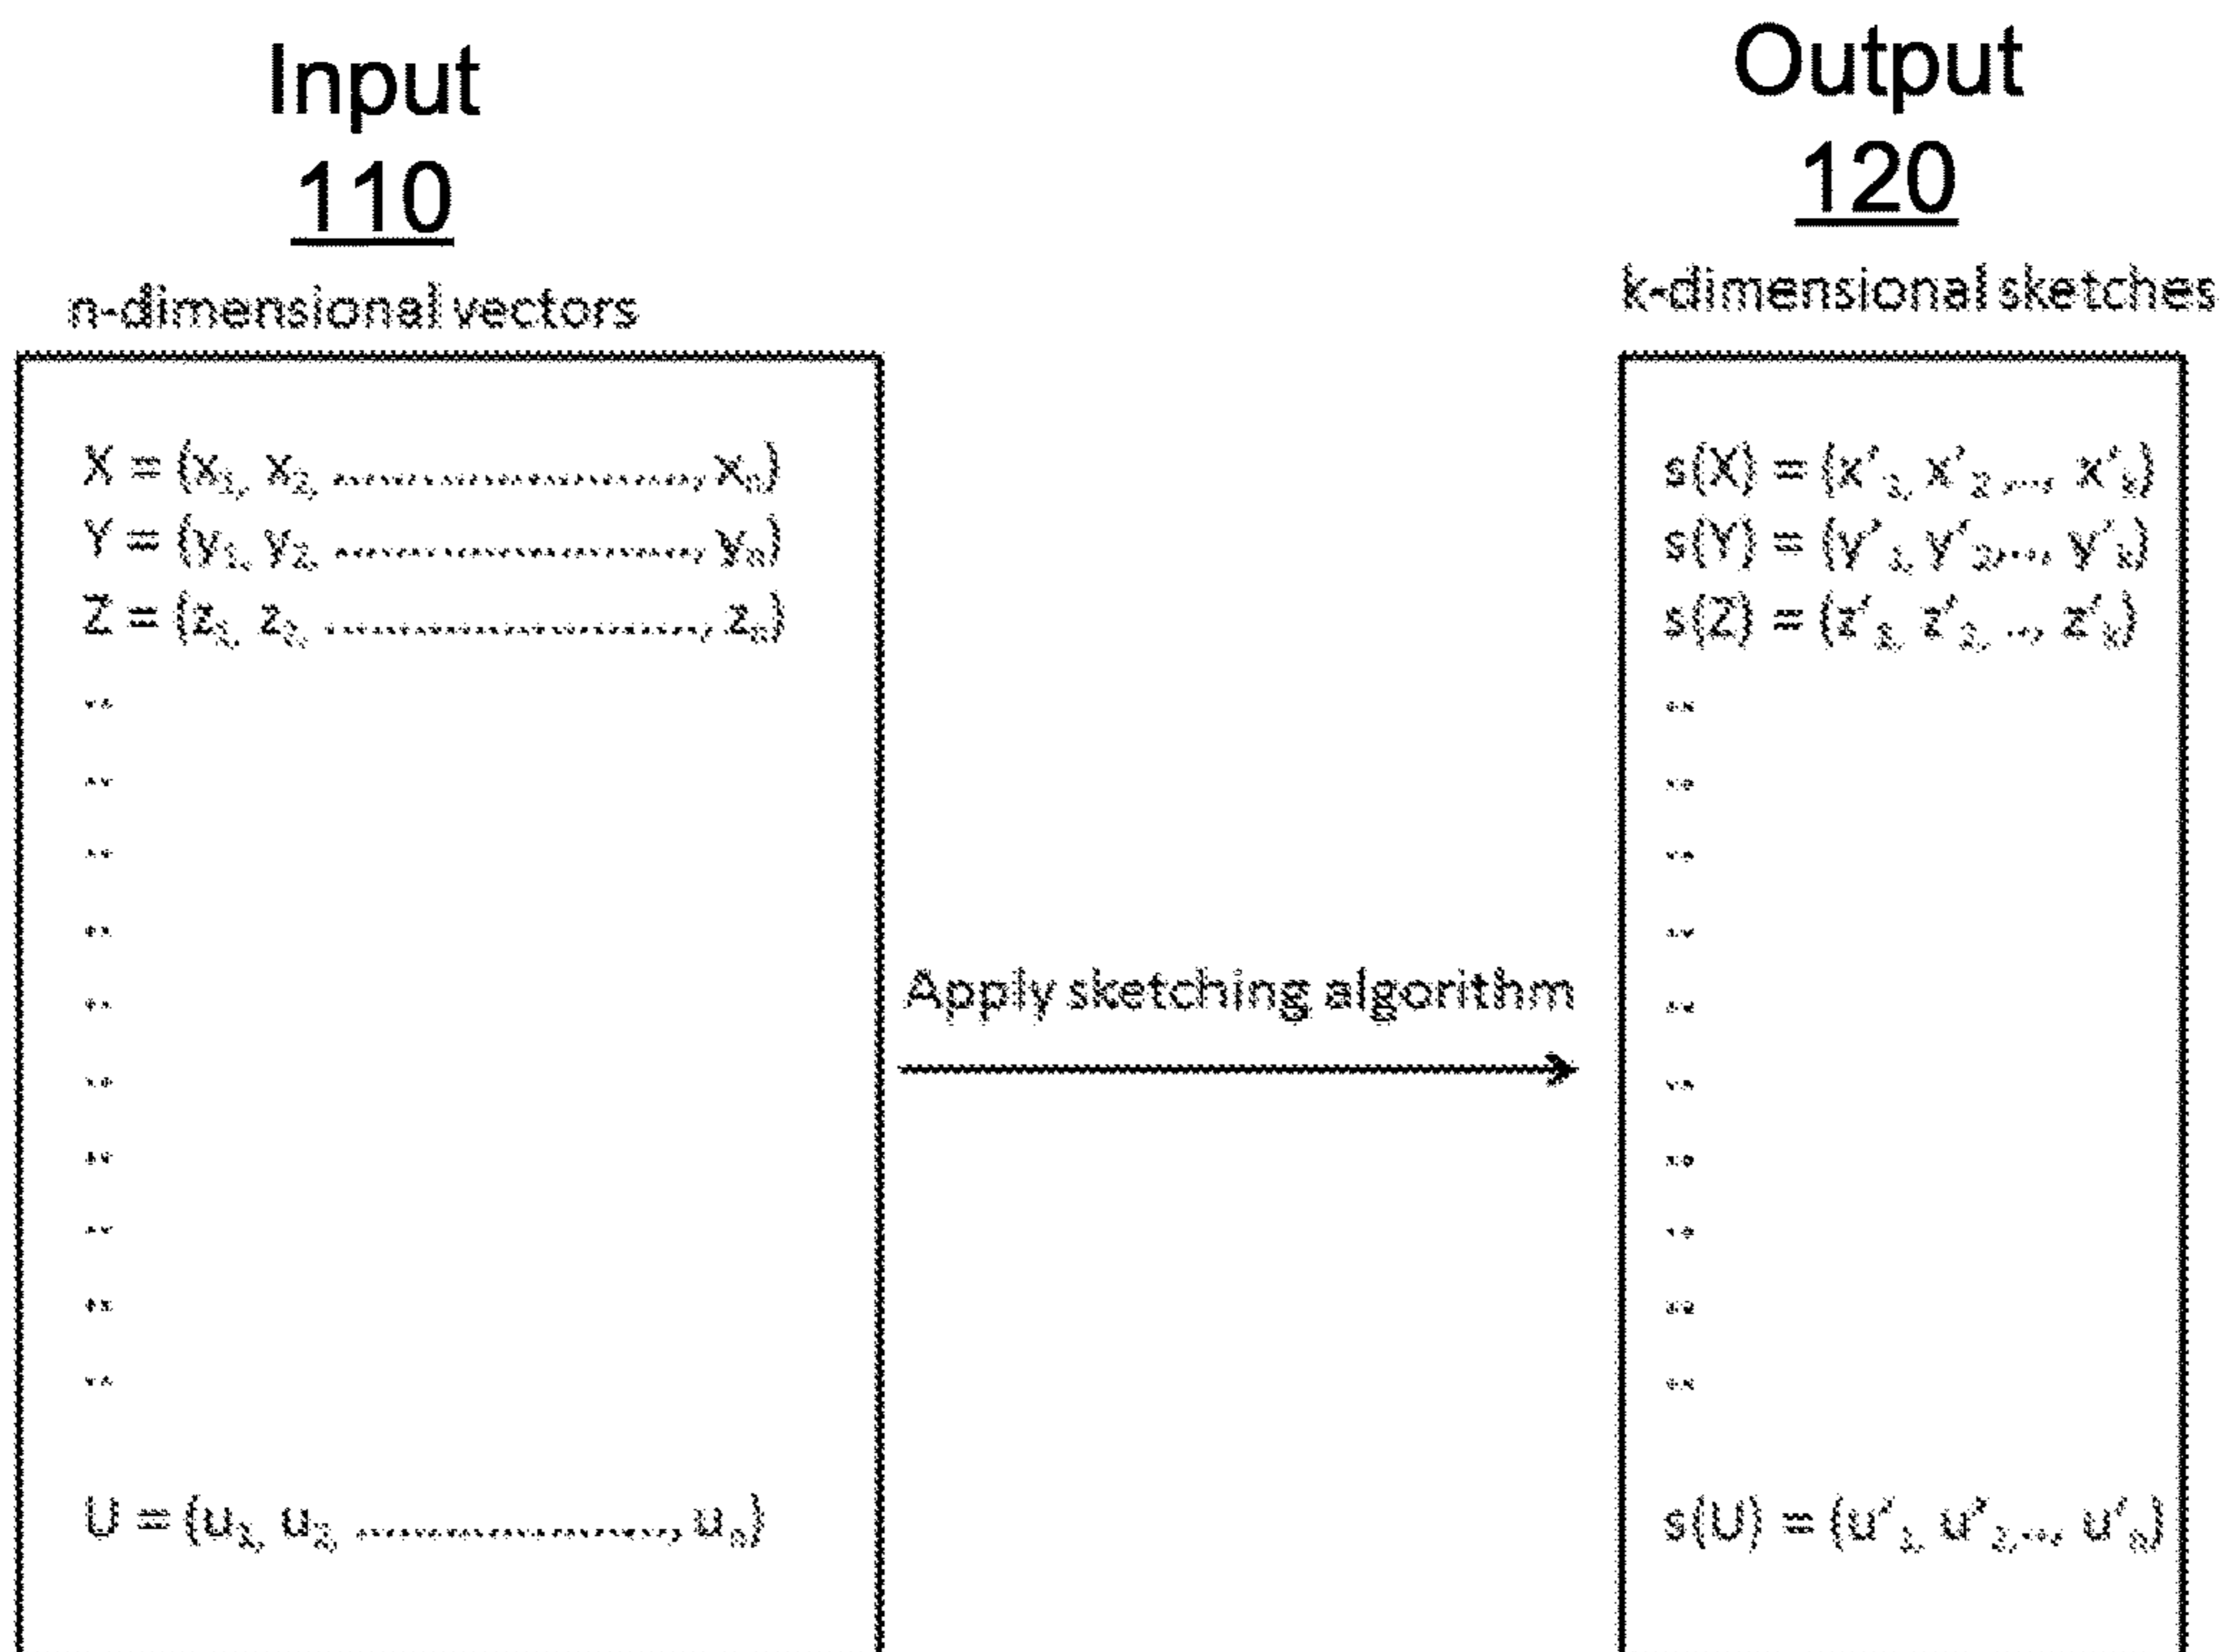 Input
110
n-dimensional vectors
X = (x₁, x₂, ........................., xₙ)
Y = (y₁, y₂, ........................., yₙ)
Z = (z₁, z₂, ........................., zₙ)
..
..
..
..
..
..
..
..
..
..
U = (u₁, u₂, ......................, uₙ)
Apply sketching algorithm
Output
120
k-dimensional sketches
s(X) = (x'₁, x'₂,..., x'ₖ)
s(Y) = (y'₁, y'₂,..., y'ₖ)
s(Z) = (z'₁, z'₂, .., z'ₖ)
..
..
..
..
..
..
..
..
..
..
s(U) = (u'₁, u'₂,..., u'ₙ)